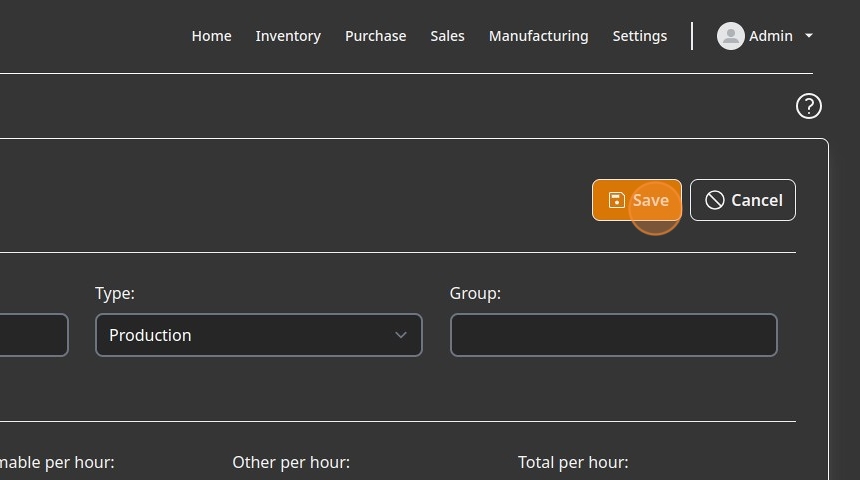 Home Inventory Purchase Sales Manufacturing Settings Admin
Save Cancel
Type: Group:
Production
per hour: Other per hour: Total per hour: